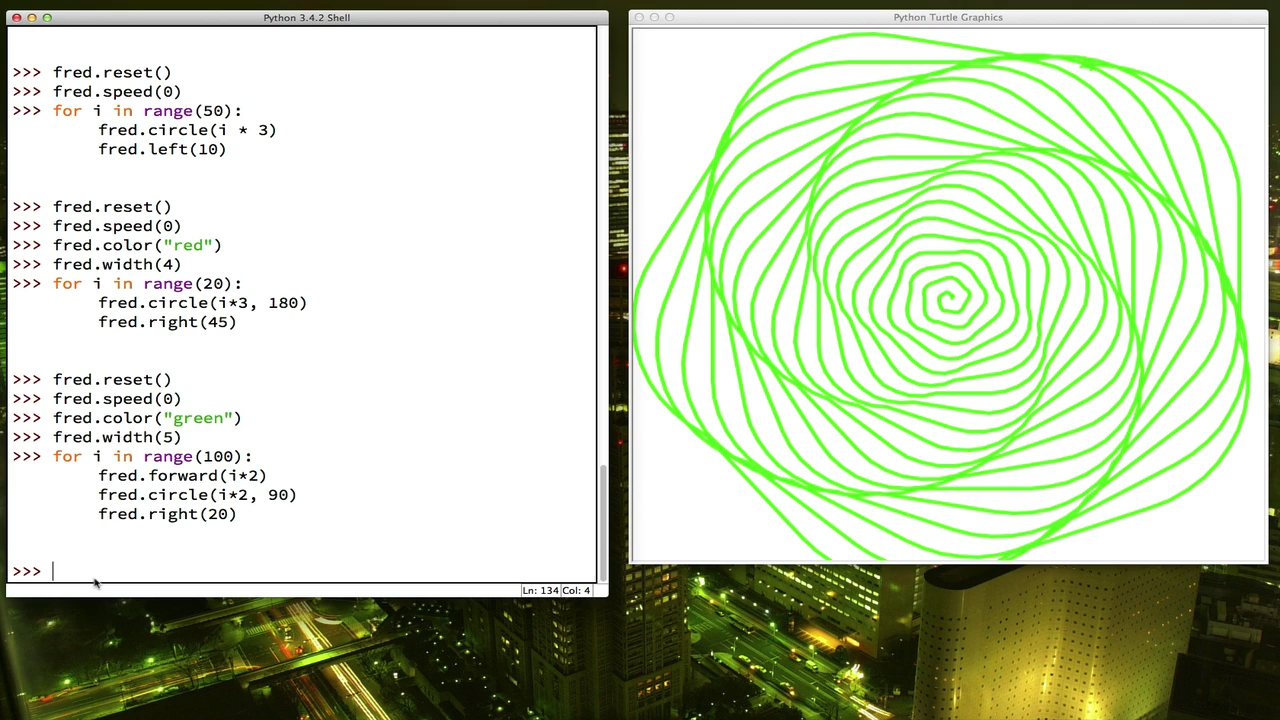 Python 3.4.2 Shell
>>> fred.reset()
>>> fred.speed(0)
>>> for i in range(50):
        fred.circle(i * 3)
        fred.left(10)
>>> fred.reset()
>>> fred.speed(0)
>>> fred.color("red")
>>> fred.width(4)
>>> for i in range(20):
        fred.circle(i*3, 180)
        fred.right(45)
>>> fred.reset()
>>> fred.speed(0)
>>> fred.color("green")
>>> fred.width(5)
>>> for i in range(100):
        fred.forward(i*2)
        fred.circle(i*2, 90)
        fred.right(20)
>>>
Ln: 134 Col: 4
Python Turtle Graphics